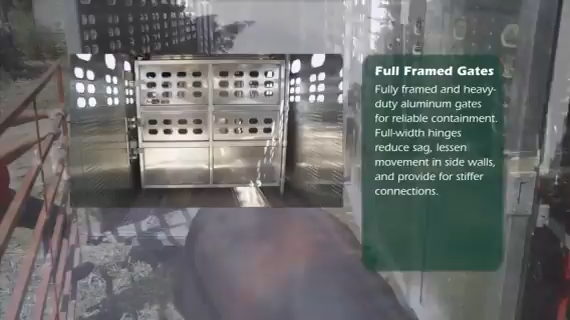 Full Framed Gates
Fully framed and heavy-
duty aluminum gates
for reliable containment.
Full-width hinges
reduce sag, lessen
movement in side walls,
and provide for stiffer
connections.